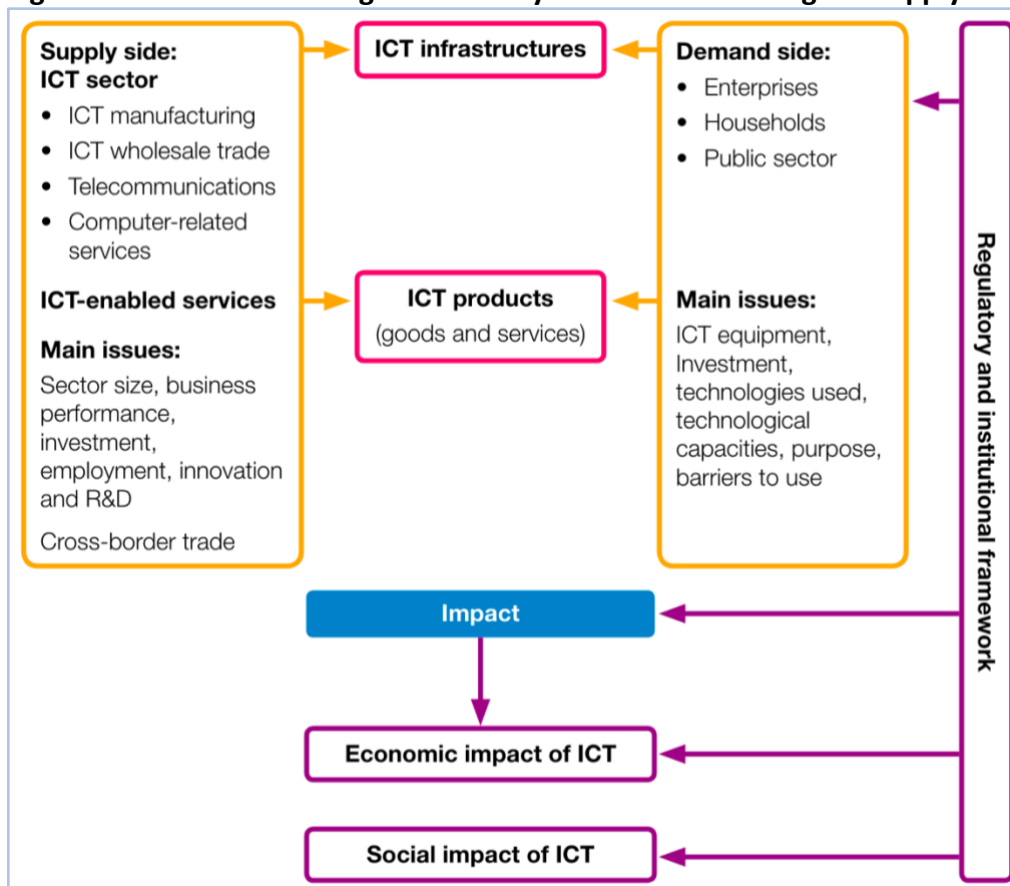 Supply side:
ICT sector
• ICT manufacturing
• ICT wholesale trade
• Telecommunications
• Computer-related
services
ICT-enabled services
Main issues:
Sector size, business
performance,
investment,
employment, innovation
and R&D
Cross-border trade
ICT infrastructures
ICT products
(goods and services)
Demand side:
• Enterprises
• Households
• Public sector
Main issues:
ICT equipment,
Investment,
technologies used,
technological
capacities, purpose,
barriers to use
Regulatory and institutional framework
Impact
Economic impact of ICT
Social impact of ICT